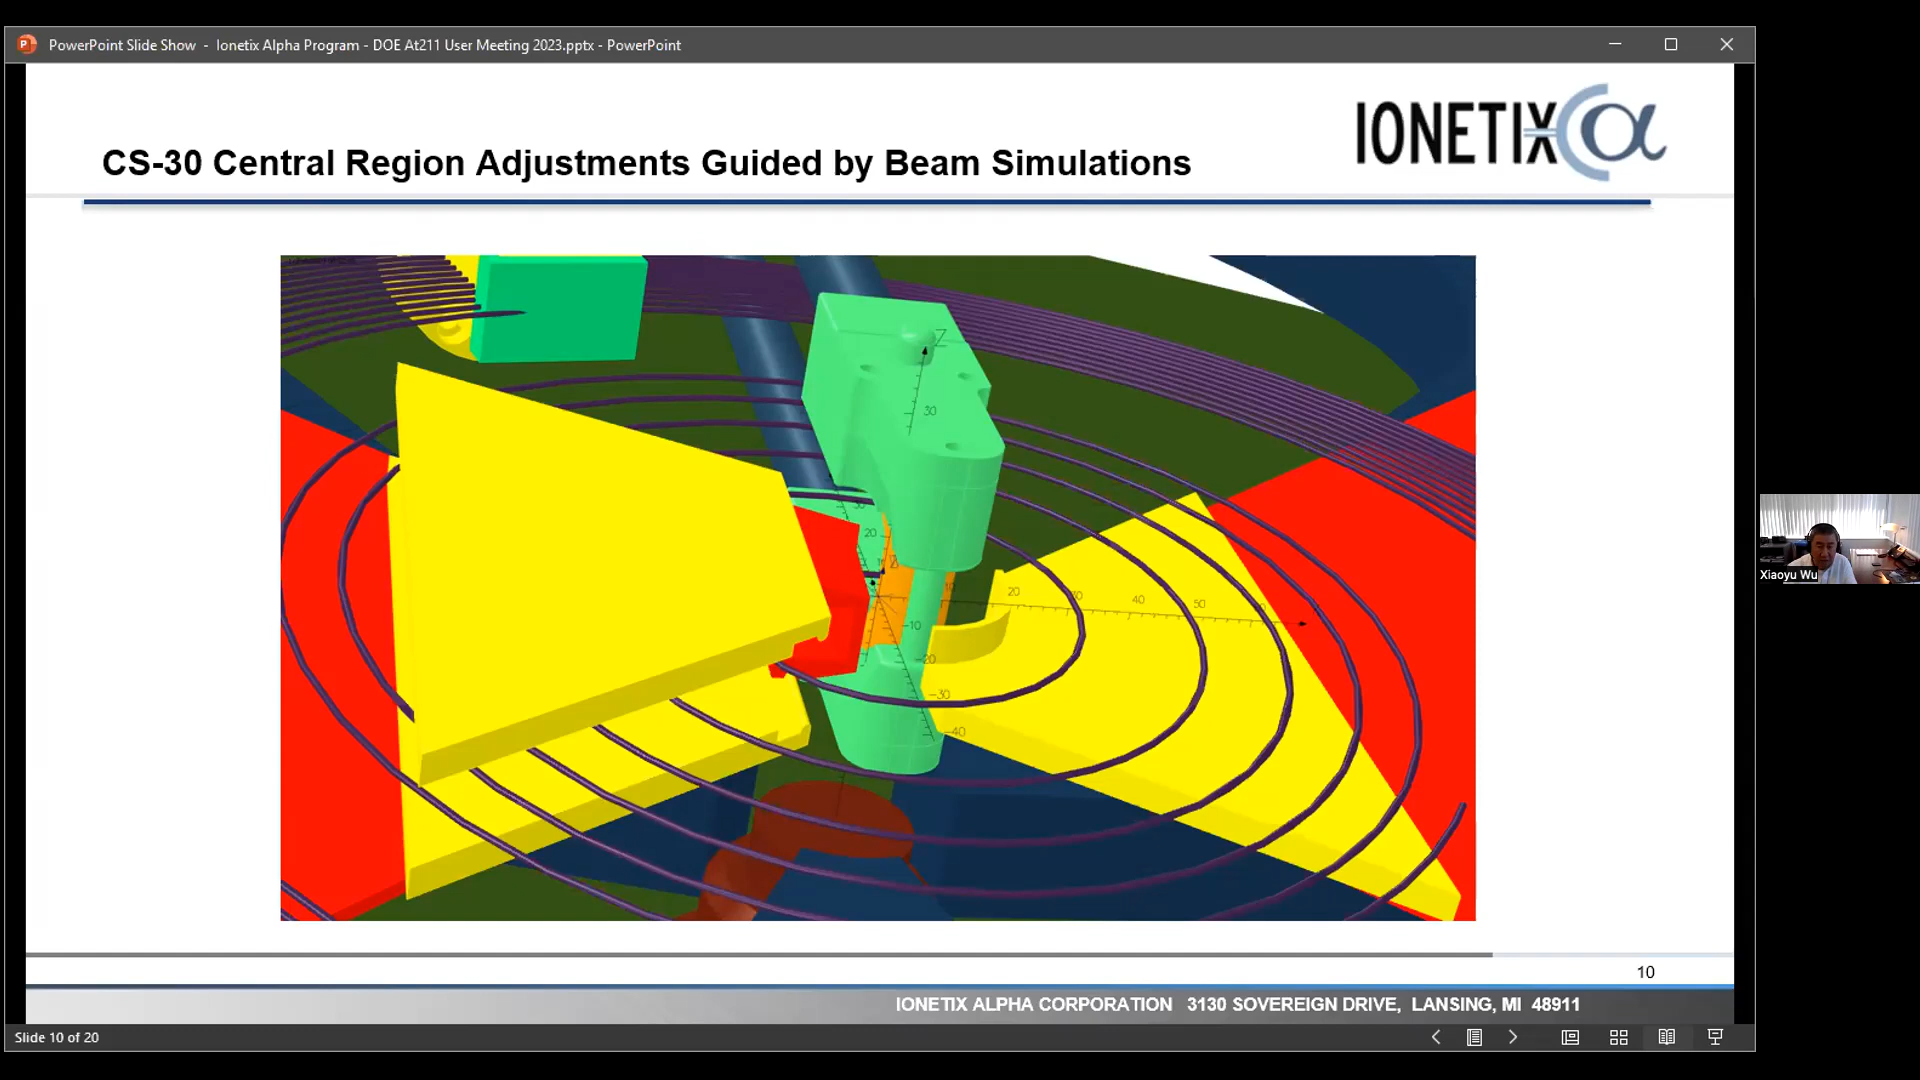 PowerPoint Slide Show - Ionetix Alpha Program - DOE At211 User Meeting 2023.pptx - PowerPoint
IONETIX α
CS-30 Central Region Adjustments Guided by Beam Simulations
Z
30
20
10
20
40
50
-10
-20
-30
-40
Xiaoyu Wu
10
IONETIX ALPHA CORPORATION 3130 SOVEREIGN DRIVE, LANSING, MI 48911
Slide 10 of 20